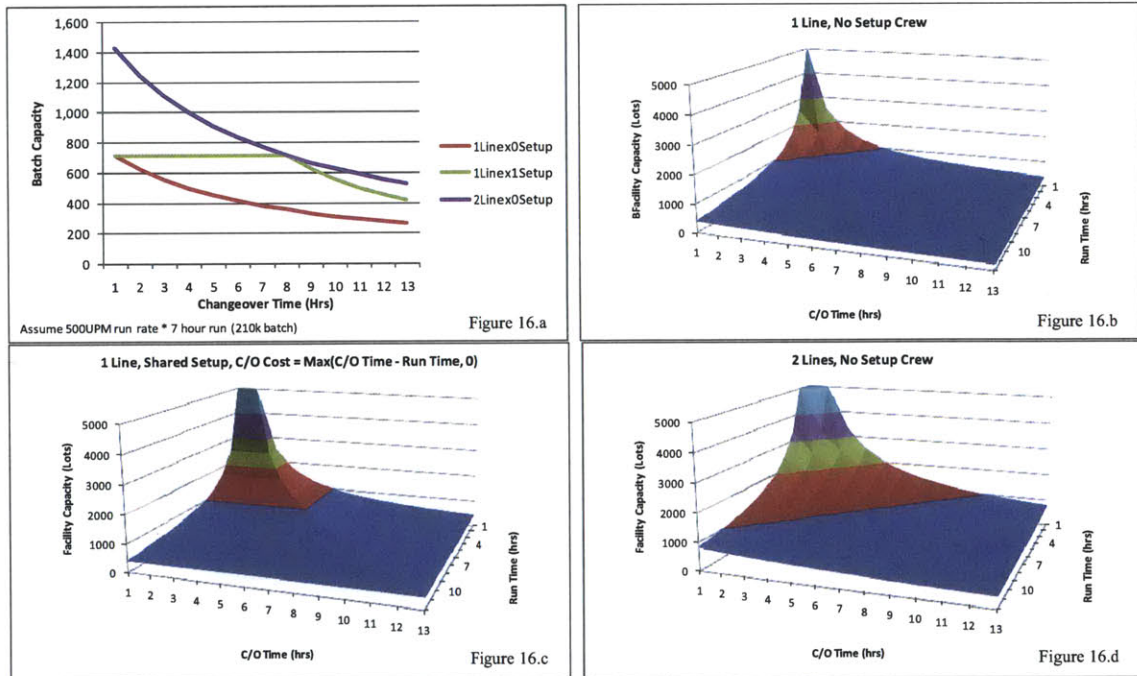 1,600
1,400
1,200
1,000
800
600
400
200
0
Batch Capacity
1Linex0Setup
1Linex1Setup
2Linex0Setup
1 2 3 4 5 6 7 8 9 10 11 12 13
Changeover Time (Hrs)
Assume 500UPM run rate * 7 hour run (210k batch)
Figure 16.a
1 Line, No Setup Crew
5000
4000
3000
2000
1000
0
BFacility Capacity (Lots)
1 2 3 4 5 6 7 8 9 10 11 12 13
C/O Time (hrs)
1
4
7
10
Run Time (hrs)
Figure 16.b
1 Line, Shared Setup, C/O Cost = Max(C/O Time - Run Time, 0)
5000
4000
3000
2000
1000
0
Facility Capacity (Lots)
1 2 3 4 5 6 7 8 9 10 11 12 13
C/O Time (hrs)
1
4
7
10
Run Time (hrs)
Figure 16.c
2 Lines, No Setup Crew
5000
4000
3000
2000
1000
0
Facility Capacity (Lots)
1 2 3 4 5 6 7 8 9 10 11 12 13
C/O Time (hrs)
1
4
7
10
Run Time (hrs)
Figure 16.d